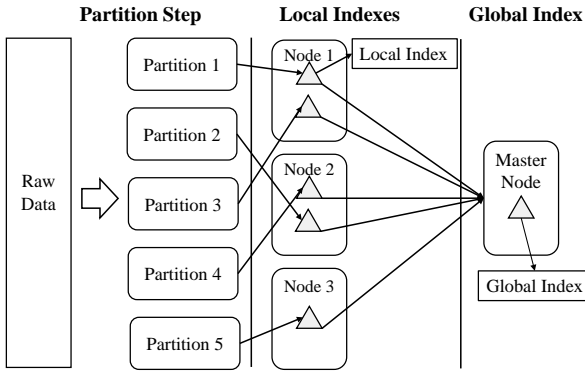 Partition Step
Local Indexes
Global Index
Raw
Data
Partition 1
Partition 2
Partition 3
Partition 4
Partition 5
Node 1
Local Index
Node 2
Node 3
Master
Node
Global Index